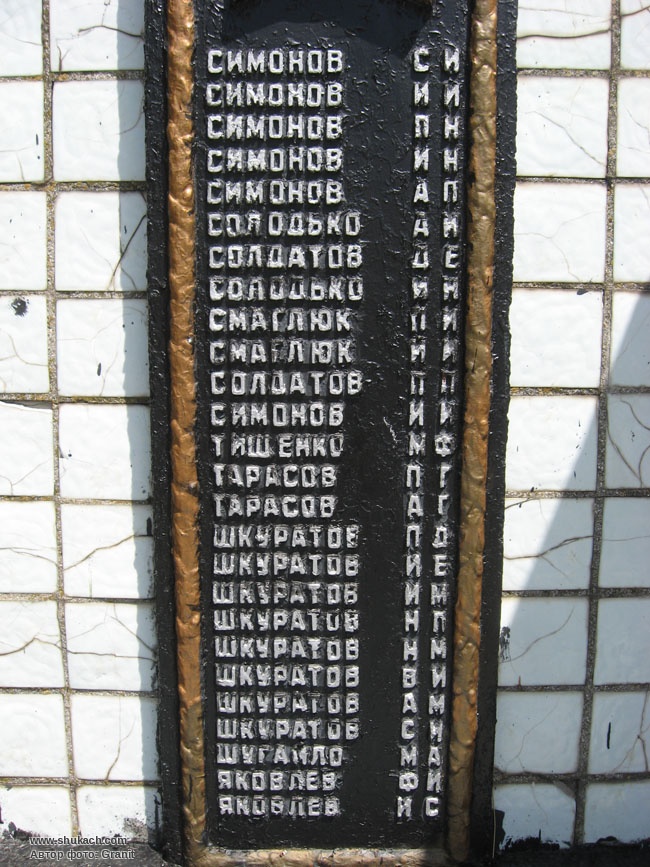 СИМОНОВ С И
СИМОНОВ И И
СИМОНОВ П Н
СИМОНОВ И Н
СИМОНОВ А П
СОЛОДЬКО А И
СОЛДАТОВ Д Е
СОЛОДЬКО И Н
СМАГЛЮК П И
СМАГЛЮК И И
СОЛДАТОВ П П
СИМОНОВ И И
ТИЩЕНКО М Ф
ТАРАСОВ П Г
ТАРАСОВ А Г
ШКУРАТОВ П Д
ШКУРАТОВ И Е
ШКУРАТОВ И М
ШКУРАТОВ Н П
ШКУРАТОВ Н М
ШКУРАТОВ В И
ШКУРАТОВ А М
ШКУРАТОВ С И
ШУГАЙЛО М А
ЯКОВЛЕВ Ф И
ЯКОВЛЕВ И С
www.shukach.com
Автор фото: Granit